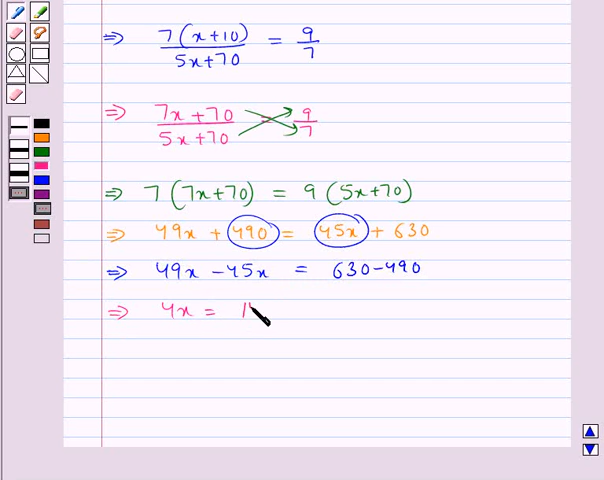 ⇒ 7(x+10)/5x+70 = 9/7
⇒ 7x+70/5x+70 = 9/7
⇒ 7(7x+70) = 9(5x+70)
⇒ 49x + 490 = 45x + 630
⇒ 49x - 45x = 630-490
⇒ 4x = 1